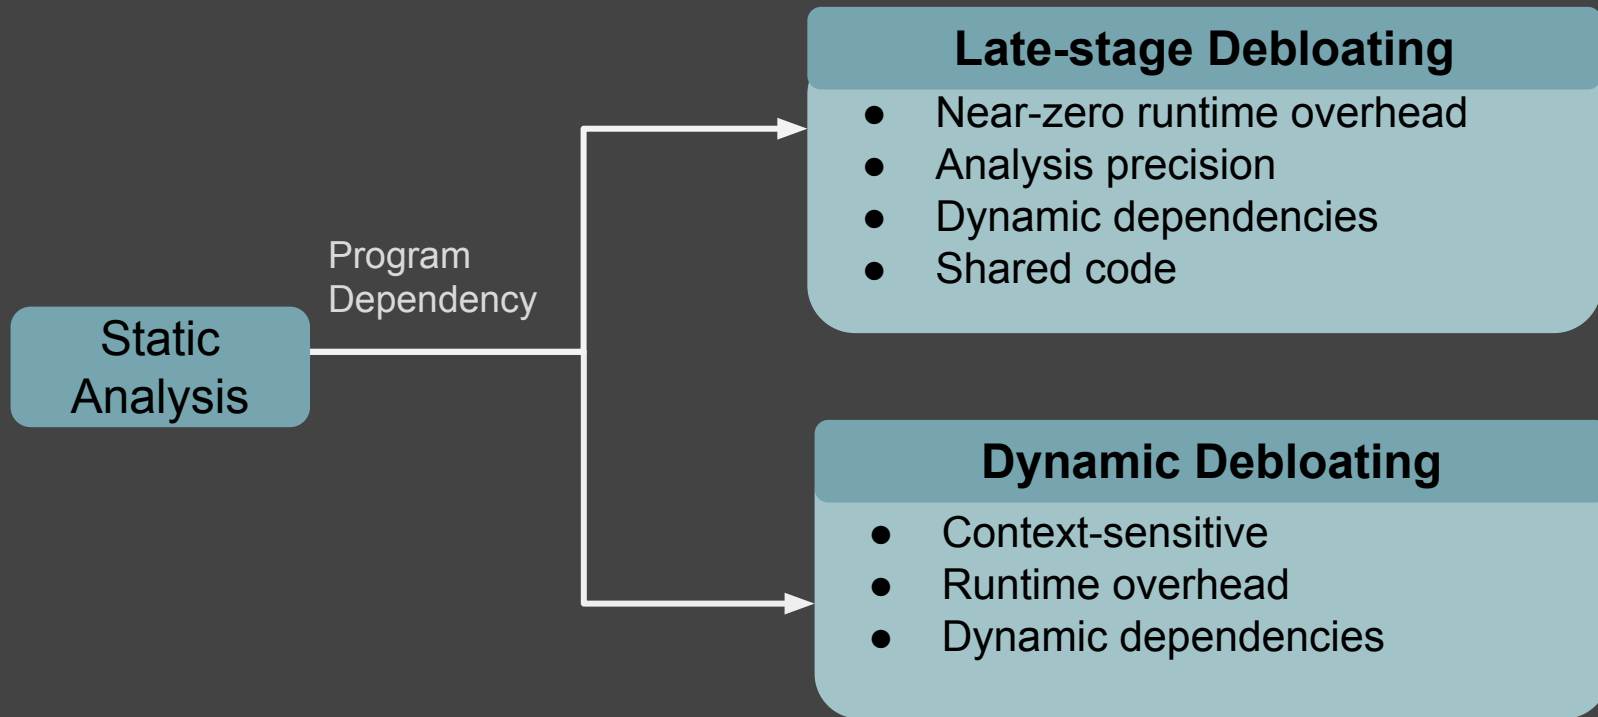 Static
Analysis
Program
Dependency
Late-stage Debloating
● Near-zero runtime overhead
● Analysis precision
● Dynamic dependencies
● Shared code
Dynamic Debloating
● Context-sensitive
● Runtime overhead
● Dynamic dependencies